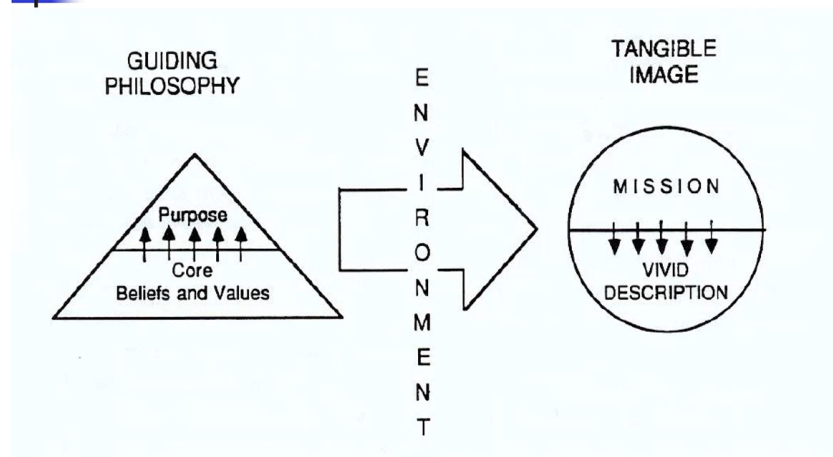 GUIDING
PHILOSOPHY
Purpose
Core
Beliefs and Values
E
N
V
I
R
O
N
M
E
N
T
TANGIBLE
IMAGE
MISSION
VIVID
DESCRIPTION